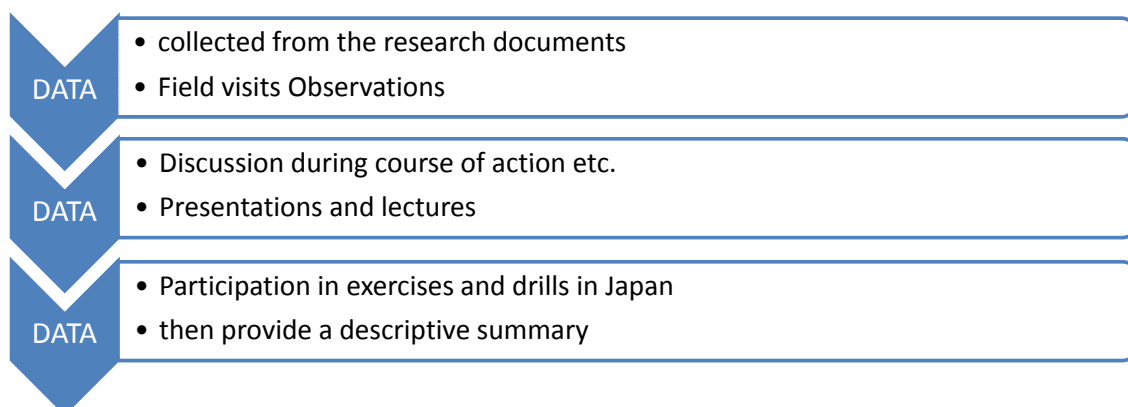 DATA
• collected from the research documents
• Field visits Observations
DATA
• Discussion during course of action etc.
• Presentations and lectures
DATA
• Participation in exercises and drills in Japan
• then provide a descriptive summary